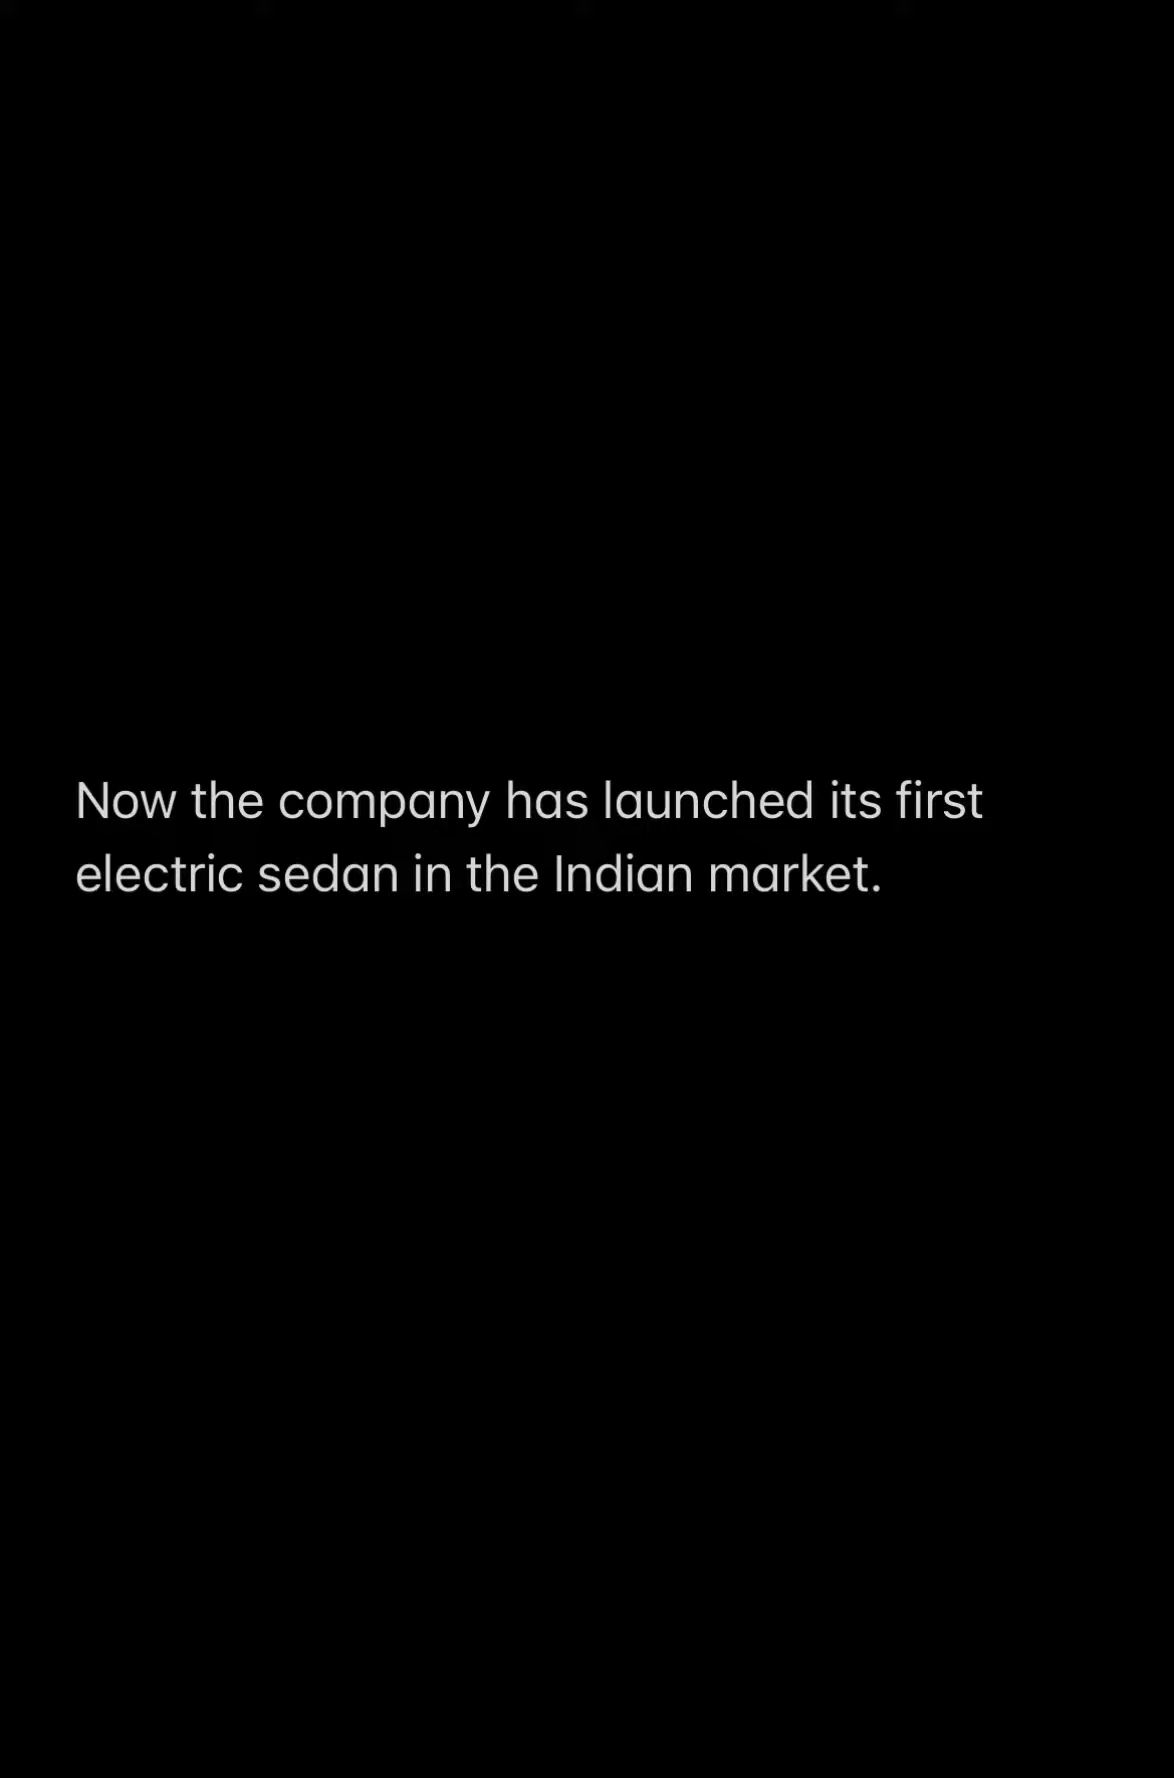 Now the company has launched its first
electric sedan in the Indian market.